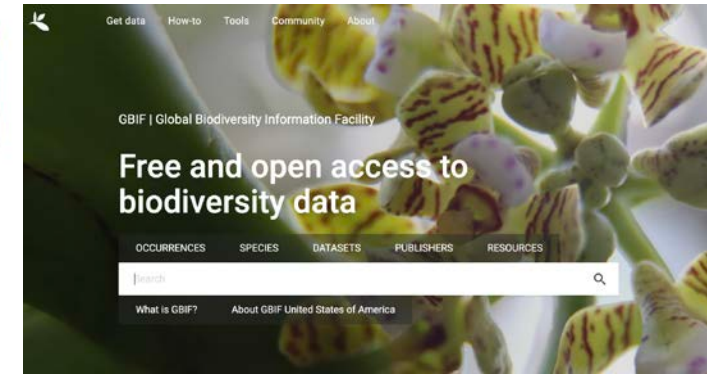 Get data How-to Tools Community About
GBIF | Global Biodiversity Information Facility
Free and open access to
biodiversity data
OCCURRENCES SPECIES DATASETS PUBLISHERS RESOURCES
Search
What is GBIF? About GBIF United States of America